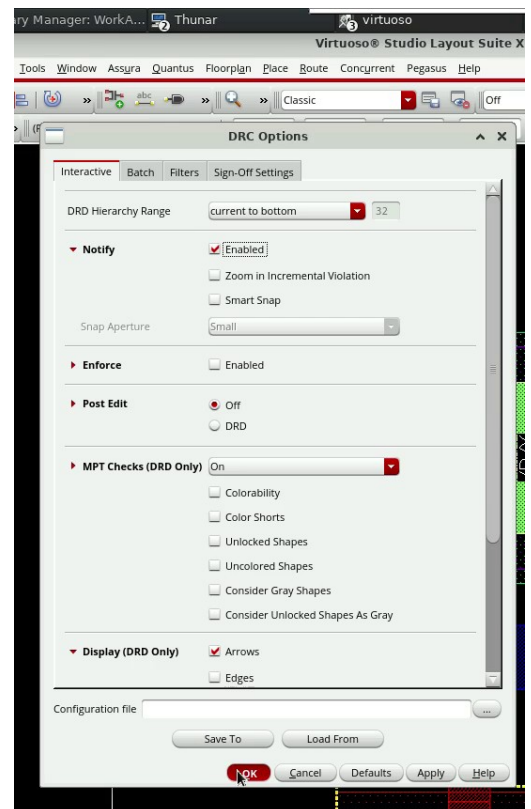 ary Manager: WorkA... Thunar virtuoso
Virtuoso® Studio Layout Suite X
Tools Window Assura Quantus Floorplan Place Route Concurrent Pegasus Help
» abc » » Classic Off
» (F
DRC Options
Interactive Batch Filters Sign-Off Settings
DRD Hierarchy Range current to bottom 32
Notify Enabled
Zoom in Incremental Violation
Smart Snap
Snap Aperture Small
Enforce Enabled
Post Edit Off
DRD
MPT Checks (DRD Only) On
Colorability
Color Shorts
Unlocked Shapes
Uncolored Shapes
Consider Gray Shapes
Consider Unlocked Shapes As Gray
Display (DRD Only) Arrows
Edges
Configuration file ...
Save To Load From
OK Cancel Defaults Apply Help